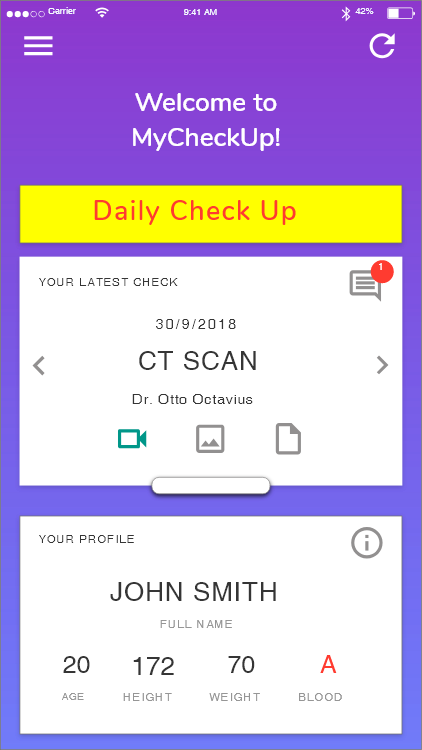 Carrier 9:41 AM 42%
Welcome to
MyCheckUp!
Daily Check Up
YOUR LATEST CHECK
1
30/9/2018
CT SCAN
Dr. Otto Octavius
YOUR PROFILE
JOHN SMITH
FULL NAME
20 172 70 A
AGE HEIGHT WEIGHT BLOOD